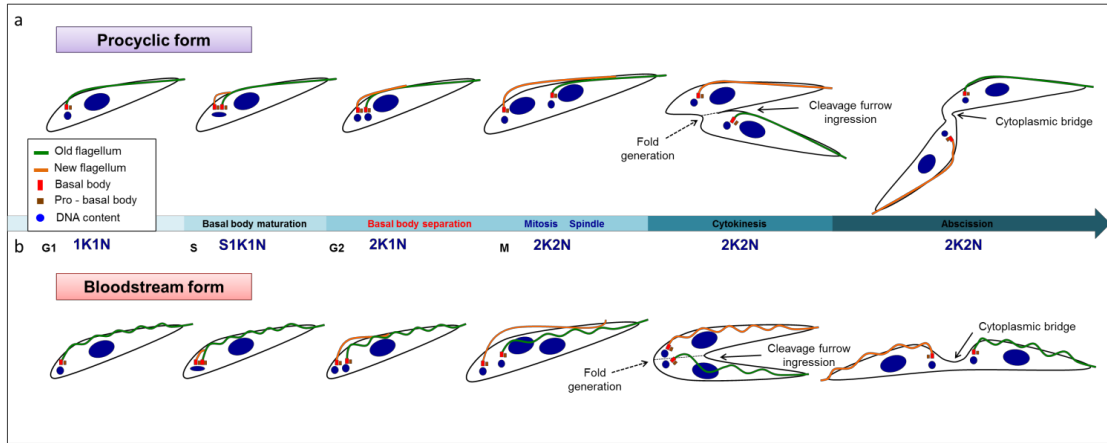 a
Procyclic form
Cleavage furrow
ingression
Fold
generation
Cytoplasmic bridge
Old flagellum
New flagellum
Basal body
Pro - basal body
DNA content
Basal body maturation
Basal body separation
Mitosis Spindle
Cytokinesis
Abscission
b
G1 1K1N
S S1K1N
G2 2K1N
M 2K2N
2K2N
2K2N
Bloodstream form
Fold
generation
Cleavage furrow
ingression
Cytoplasmic bridge